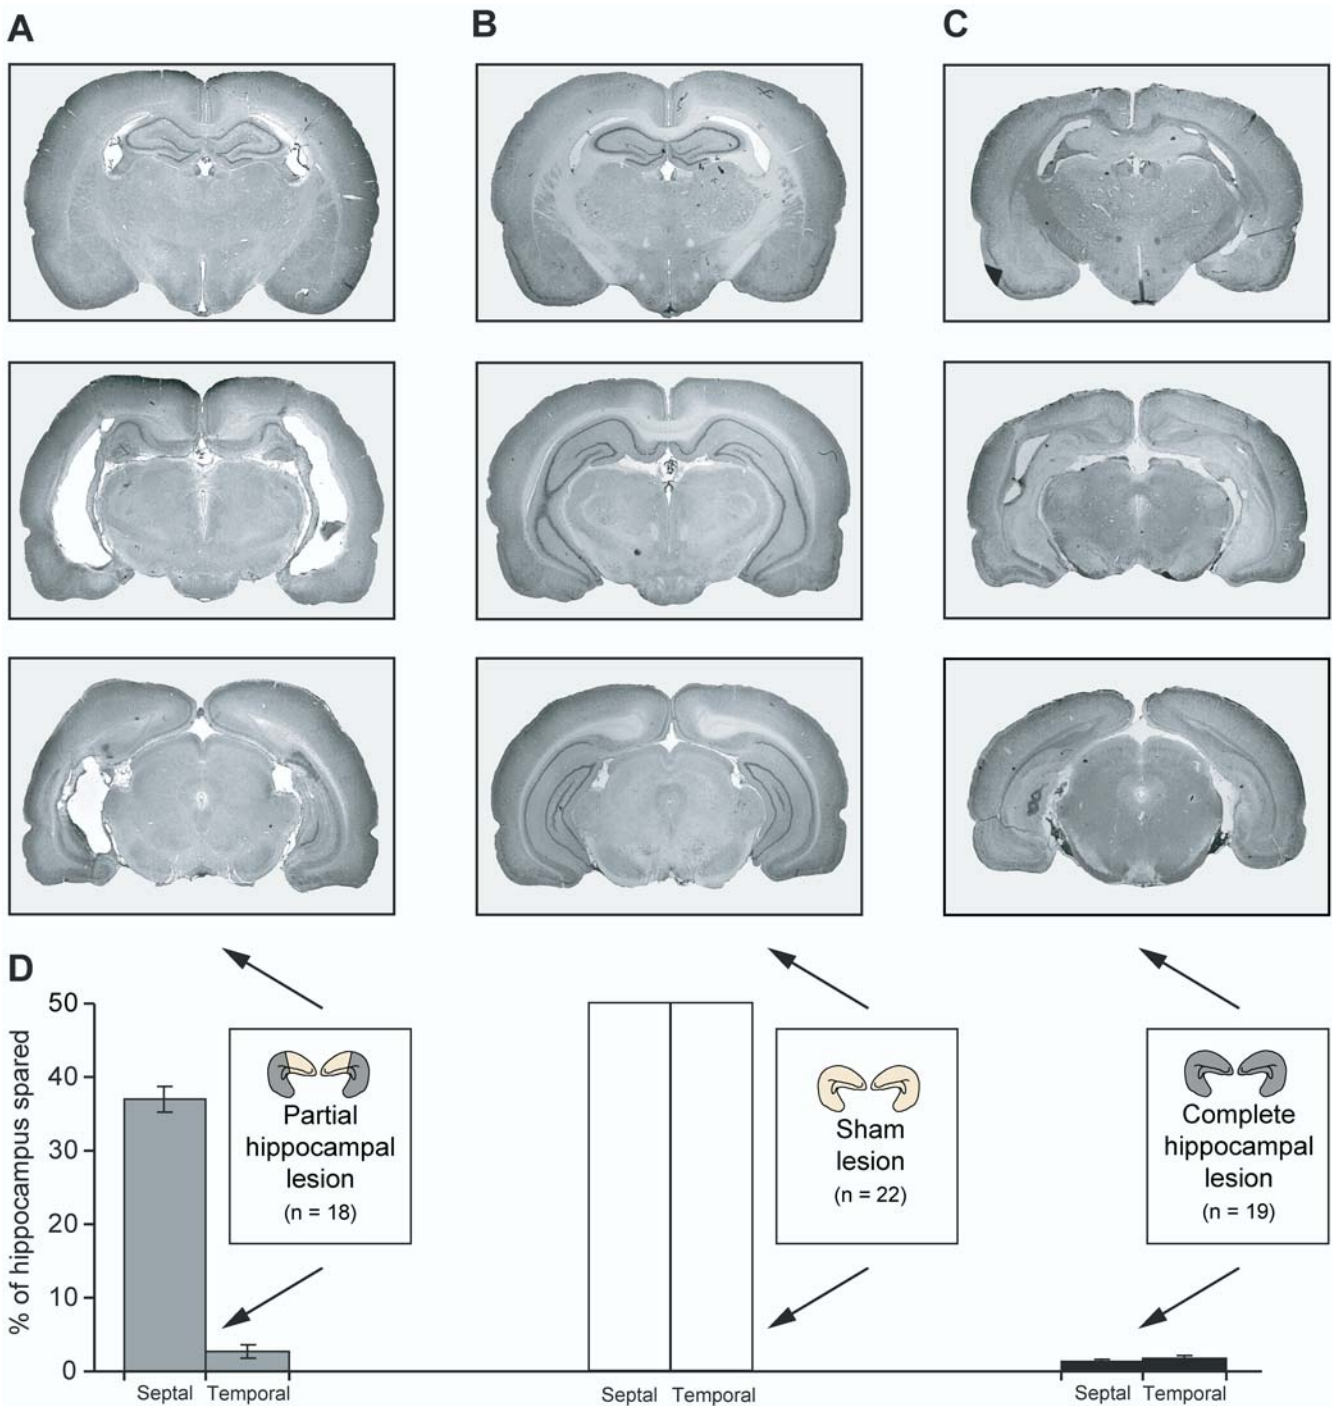 A
B
C
D
% of hippocampus spared
50
40
30
20
10
0
Partial
hippocampal
lesion
(n = 18)
Sham
lesion
(n = 22)
Complete
hippocampal
lesion
(n = 19)
Septal
Temporal
Septal
Temporal
Septal
Temporal